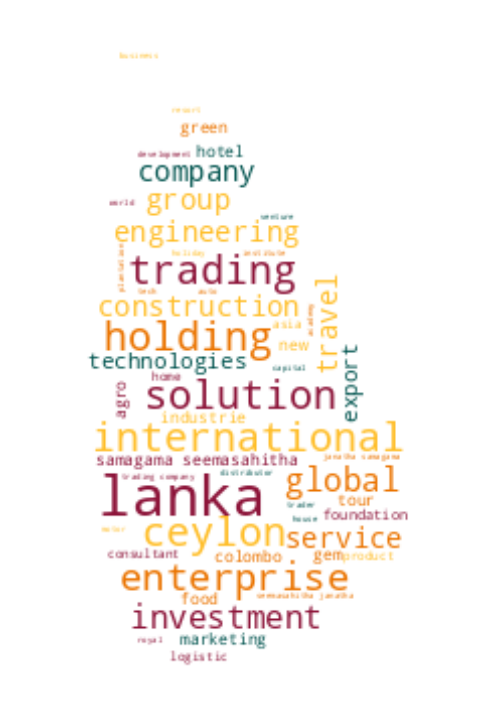 business
resort
green
development hotel
company
world group
venture
engineering
plantation holiday institute
trading
tech auto
construction travel
asia academy
holding new
technologies export
capital
home
agro solution
industrie
international
samagama seemasahitha janatha samagama
distributor
trading company global
lanka tour
trader
house foundation
motor ceylon service
consultant colombo gem product
enterprise
food seemasahitha janatha
investment
royal marketing
logistic